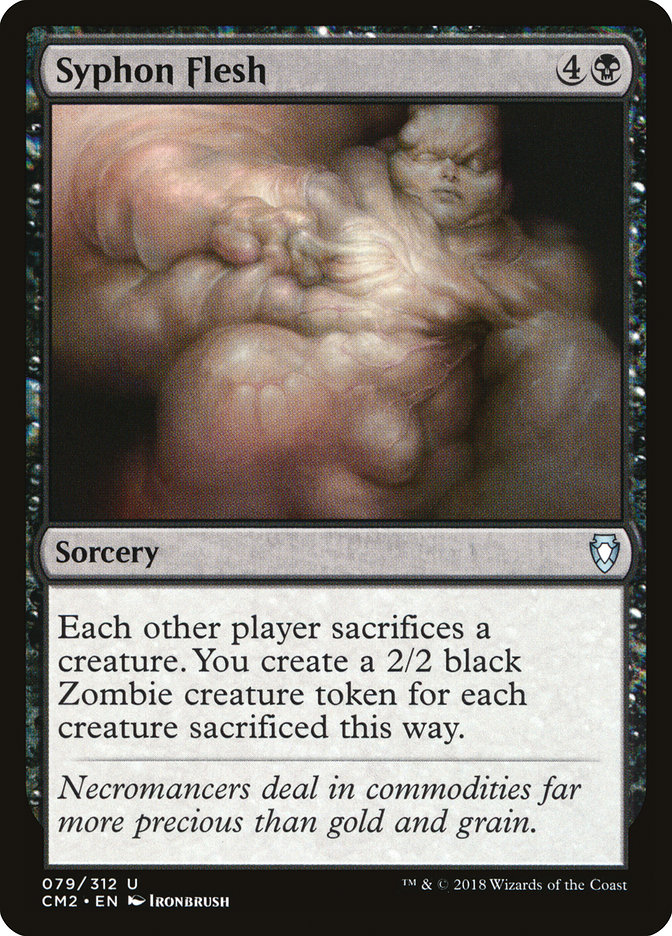 Syphon Flesh 4
Sorcery
Each other player sacrifices a
creature. You create a 2/2 black
Zombie creature token for each
creature sacrificed this way.
Necromancers deal in commodities far
more precious than gold and grain.
079/312 U
™ & © 2018 Wizards of the Coast
CM2 • EN Ironbrush